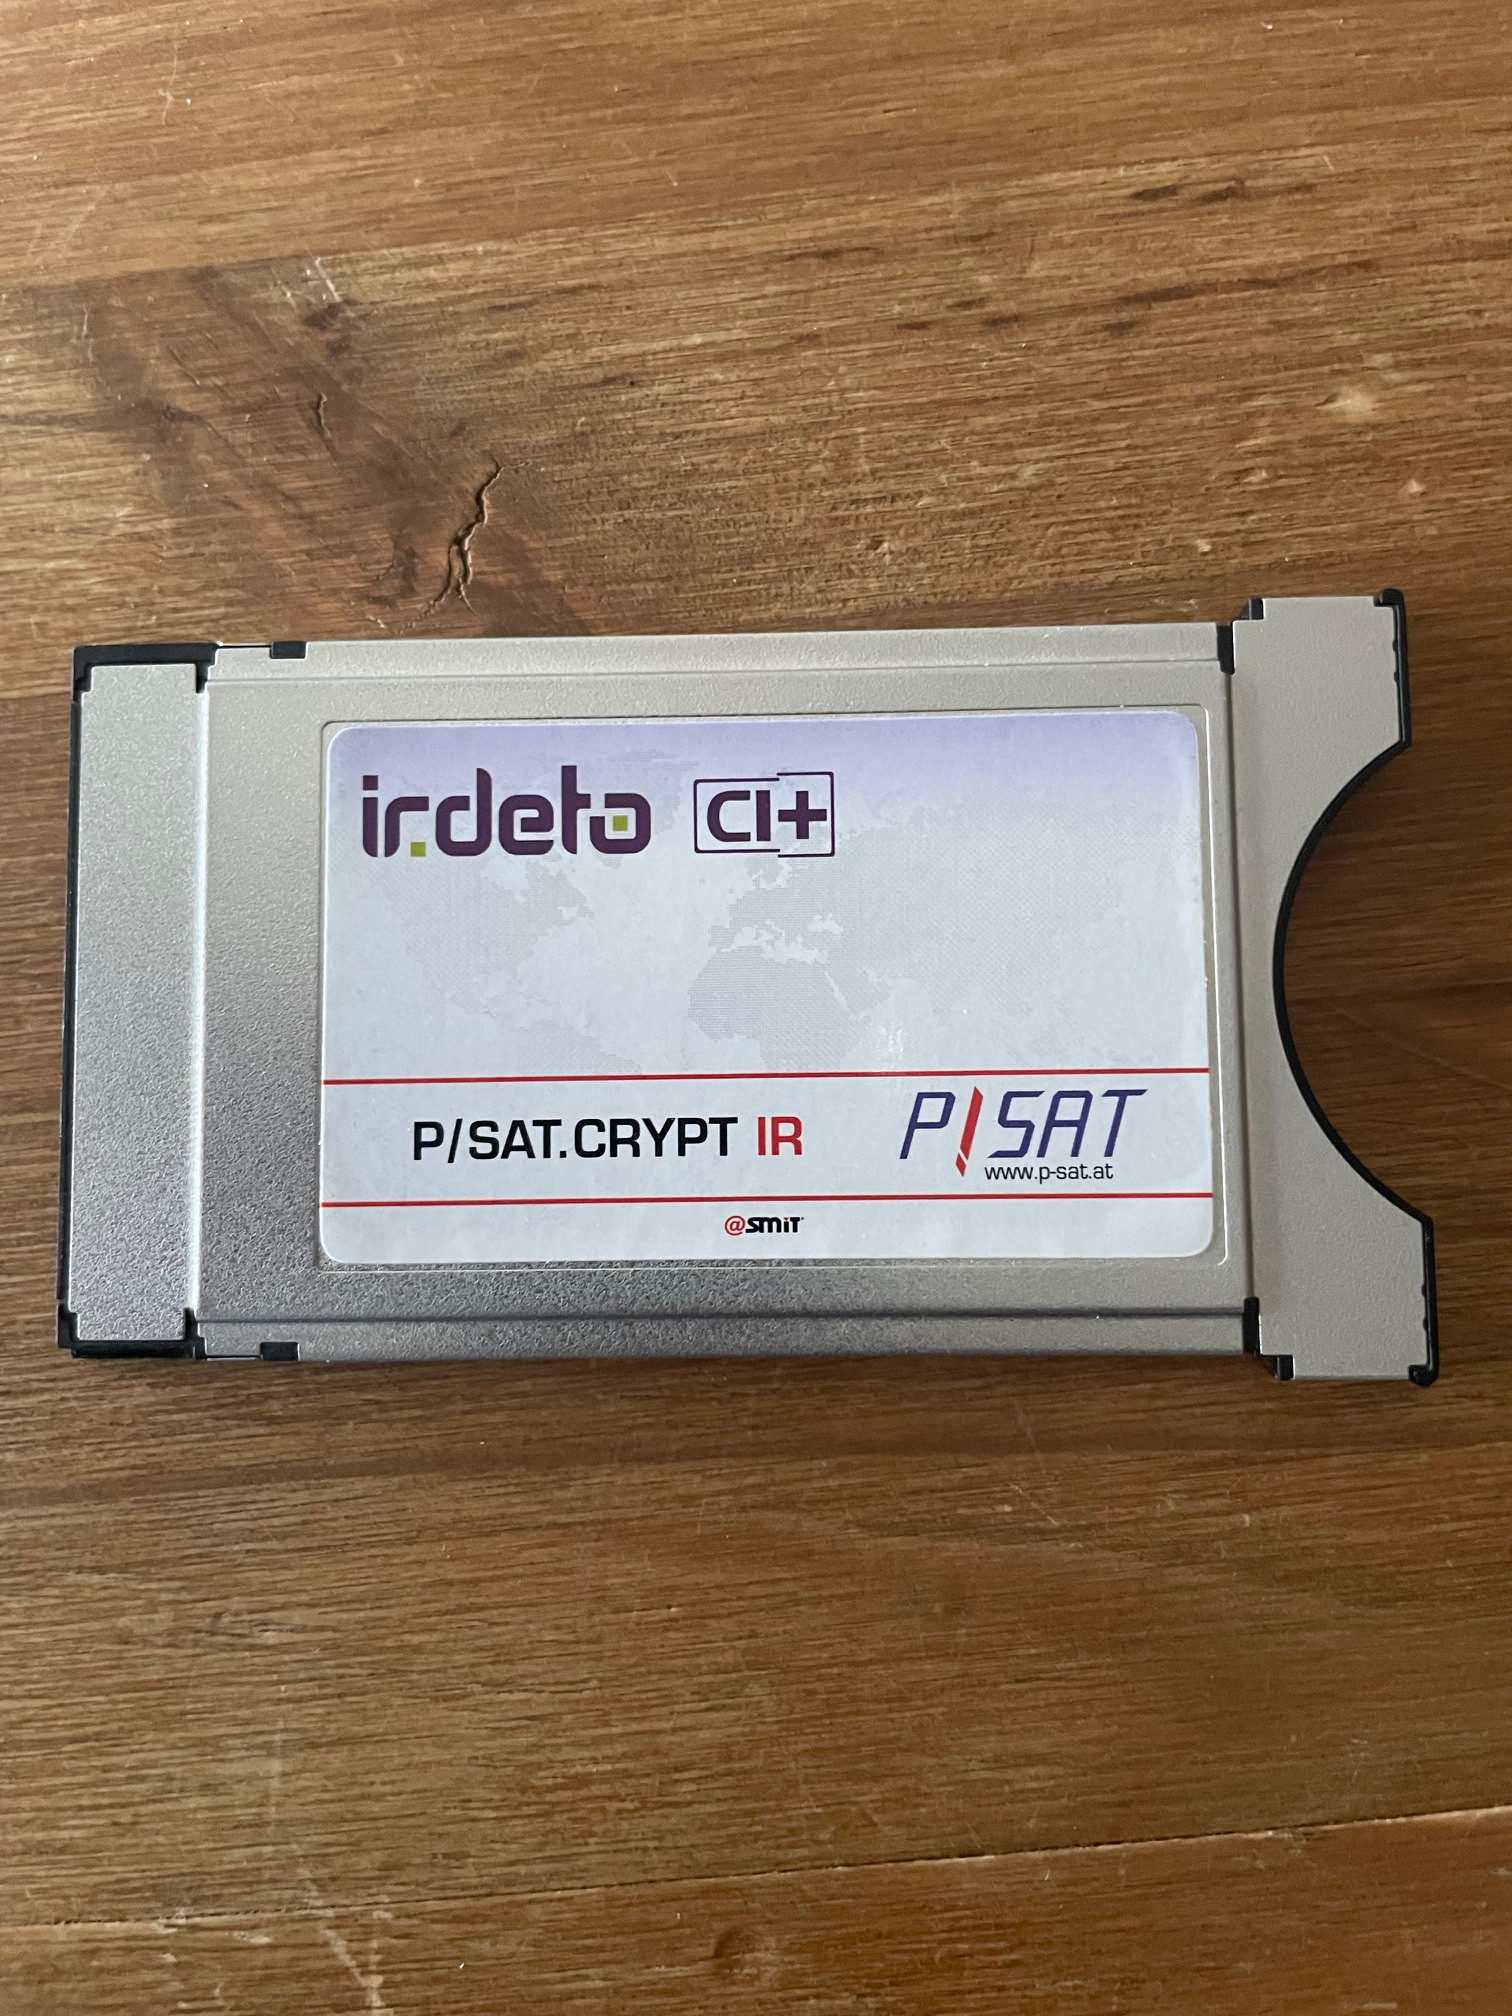 irdeto CI+
P/SAT.CRYPT IR
P/SAT
www.p-sat.at
@SMiT